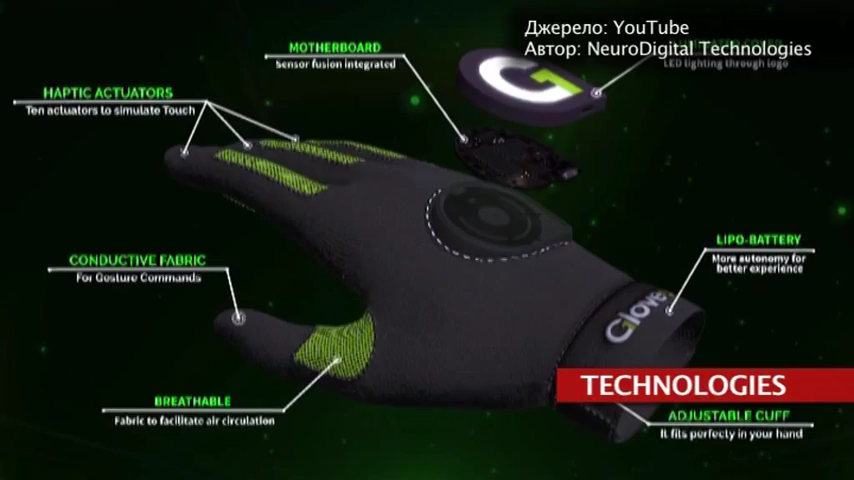 Джерело: YouTube
Автор: NeuroDigital Technologies
LED lighting through logo
MOTHERBOARD
Sensor fusion integrated
HAPTIC ACTUATORS
Ten actuators to simulate Touch
LIPO-BATTERY
More autonomy for
better experience
CONDUCTIVE FABRIC
For Gesture Commands
Glove
TECHNOLOGIES
BREATHABLE
Fabric to facilitate air circulation
ADJUSTABLE CUFF
It fits perfecty in your hand